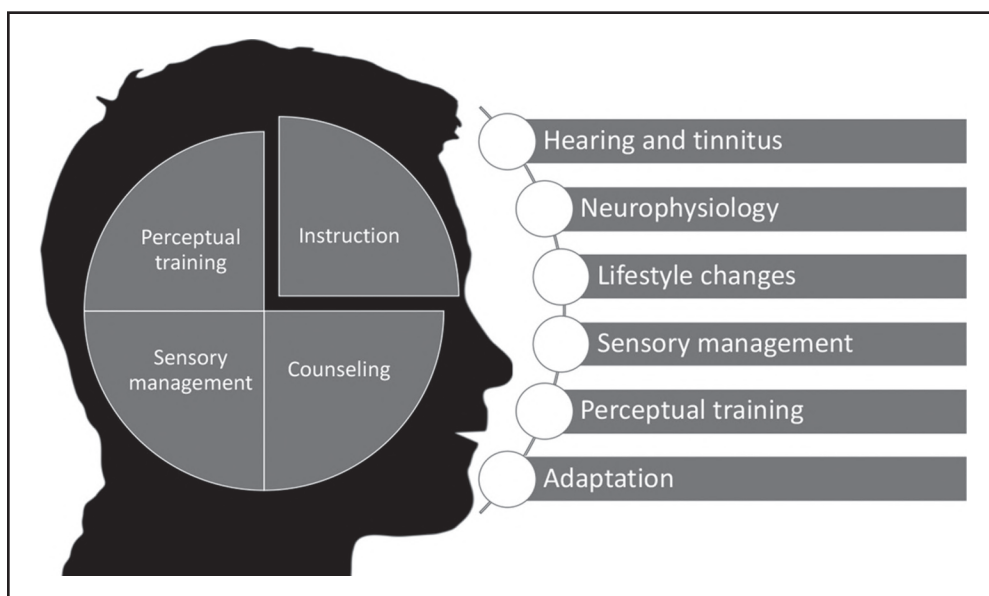 Perceptual
training
Instruction
Sensory
management
Counseling
Hearing and tinnitus
Neurophysiology
Lifestyle changes
Sensory management
Perceptual training
Adaptation